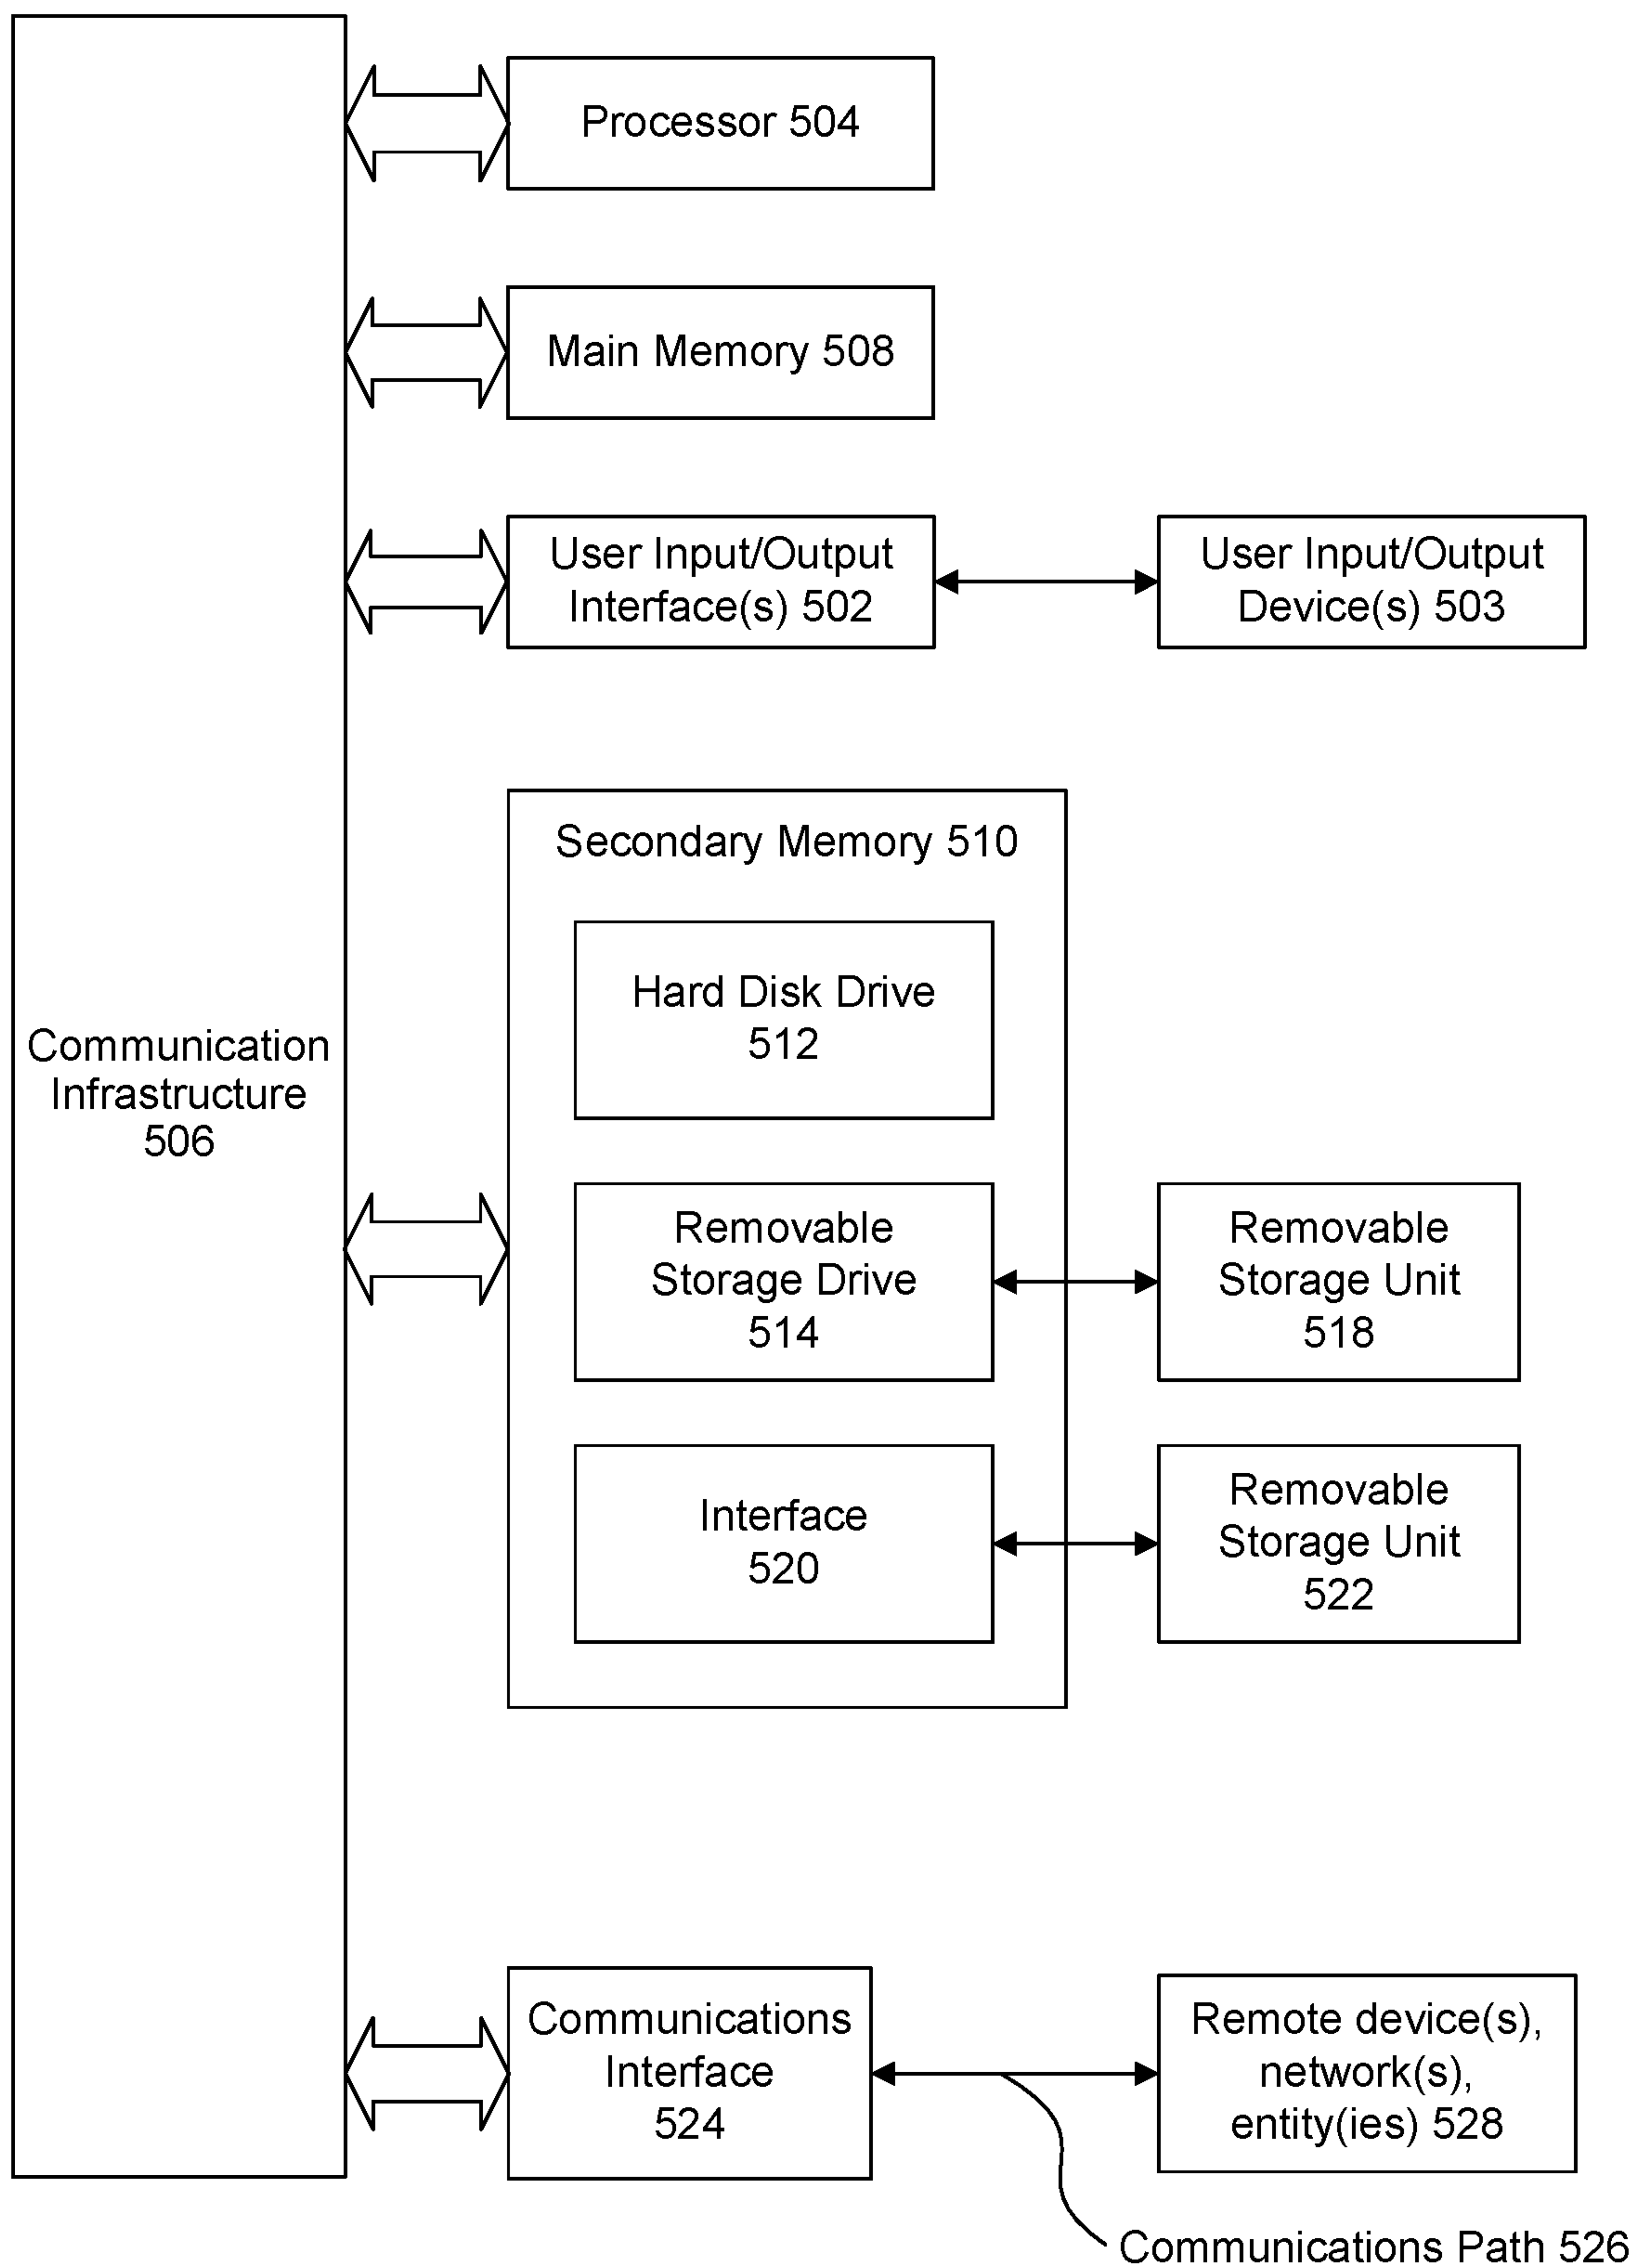 Processor 504
Main Memory 508
User Input/Output
Interface(s) 502
User Input/Output
Device(s) 503
Secondary Memory 510
Hard Disk Drive
512
Communication
Infrastructure
506
Removable
Storage Drive
514
Removable
Storage Unit
518
Interface
520
Removable
Storage Unit
522
Communications
Interface
524
Remote device(s),
network(s),
entity(ies) 528
Communications Path 526